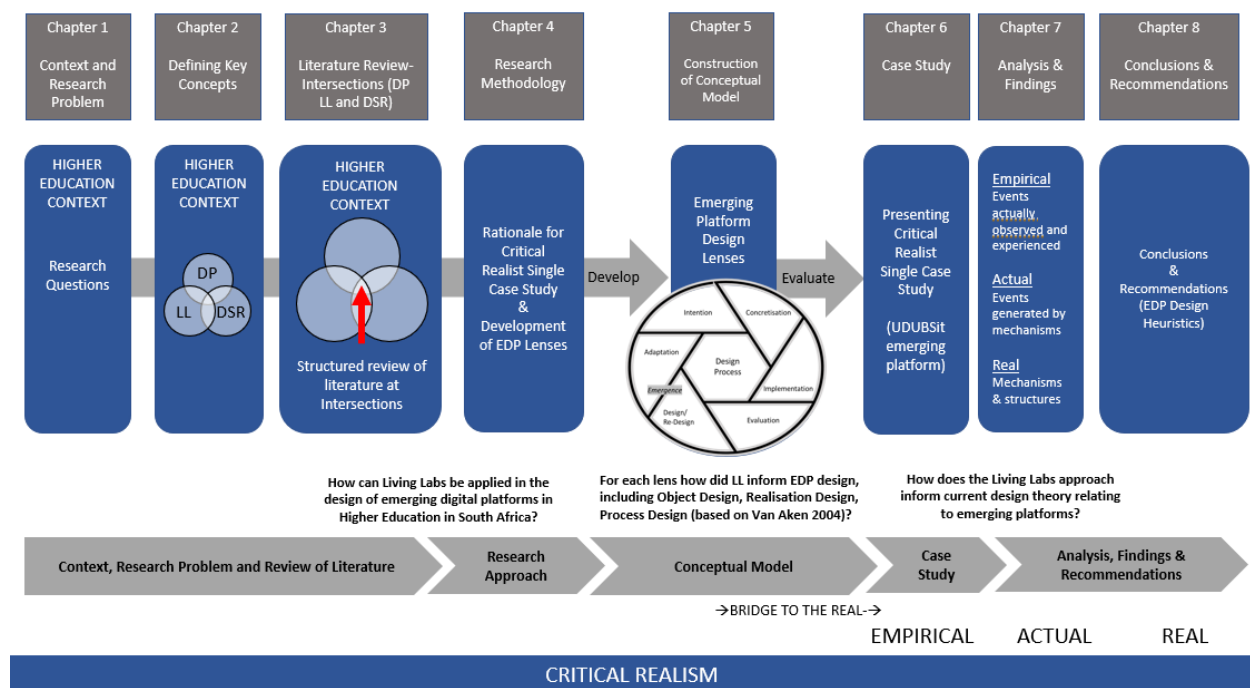 Chapter 1
Context and
Research
Problem
Chapter 2
Defining Key
Concepts
Chapter 3
Literature Review-
Intersections (DP
LL and DSR)
Chapter 4
Research
Methodology
Chapter 5
Construction
of Conceptual
Model
Chapter 6
Case Study
Chapter 7
Analysis &
Findings
Chapter 8
Conclusions &
Recommendations
HIGHER
EDUCATION
CONTEXT
Research
Questions
HIGHER
EDUCATION
CONTEXT
DP
LL
DSR
HIGHER
EDUCATION
CONTEXT
Structured review of
literature at
Intersections
Rationale for
Critical
Realist Single
Case Study
&
Development
of EDP Lenses
Develop
Emerging
Platform
Design
Lenses
Intention
Concretisation
Adaptation
Design
Process
Emergence
Implementation
Design/
Re-Design
Evaluation
Evaluate
Presenting
Critical
Realist
Single Case
Study
(UDUBSit
emerging
platform)
Empirical
Events
actually,
observed and
experienced
Actual
Events
generated by
mechanisms
Real
Mechanisms
& structures
Conclusions
&
Recommendations
(EDP Design
Heuristics)
How can Living Labs be applied in the
design of emerging digital platforms in
Higher Education in South Africa?
For each lens how did LL inform EDP design,
including Object Design, Realisation Design,
Process Design (based on Van Aken 2004)?
How does the Living Labs approach
inform current design theory relating
to emerging platforms?
Context, Research Problem and Review of Literature
Research
Approach
Conceptual Model
Case
Study
Analysis, Findings &
Recommendations
→BRIDGE TO THE REAL-→
EMPIRICAL
ACTUAL
REAL
CRITICAL REALISM